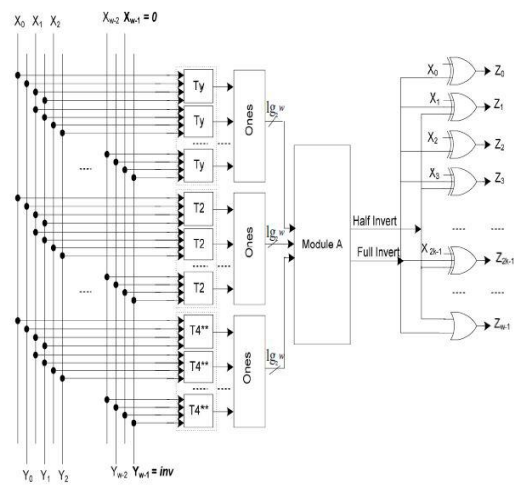 X0 X1 X2 Xw-2 Xw-1 = 0
Ty
Ty
.... ....
Ty
Ones
lg w
....
T2
T2
.... ....
T2
Ones
lg w
....
T4**
T4**
.... ....
T4**
Ones
lg w
....
Module A
Half Invert
Full Invert
X0 Z0
X1 Z1
X2 Z2
X3 Z3
.... ....
X2k-1 Z2k-1
.... ....
Zw-1
Y0 Y1 Y2 Yw-2 Yw-1 = inv